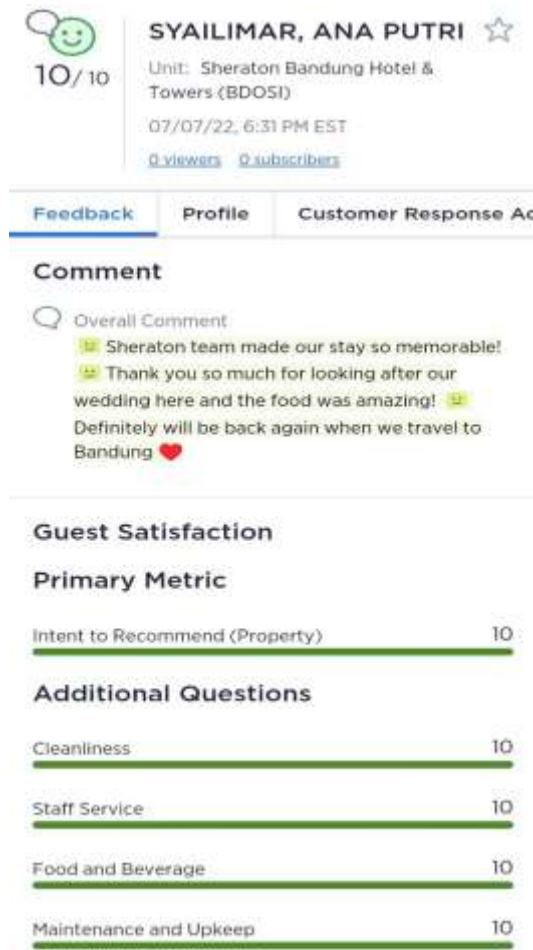 SYAILIMAR, ANA PUTRI
10/10
Unit: Sheraton Bandung Hotel &
Towers (BDOSI)
07/07/22, 6:31 PM EST
0 viewers 0 subscribers
Feedback Profile Customer Response Ac
Comment
Overall Comment
Sheraton team made our stay so memorable!
Thank you so much for looking after our
wedding here and the food was amazing!
Definitely will be back again when we travel to
Bandung ❤️
Guest Satisfaction
Primary Metric
Intent to Recommend (Property) 10
Additional Questions
Cleanliness 10
Staff Service 10
Food and Beverage 10
Maintenance and Upkeep 10